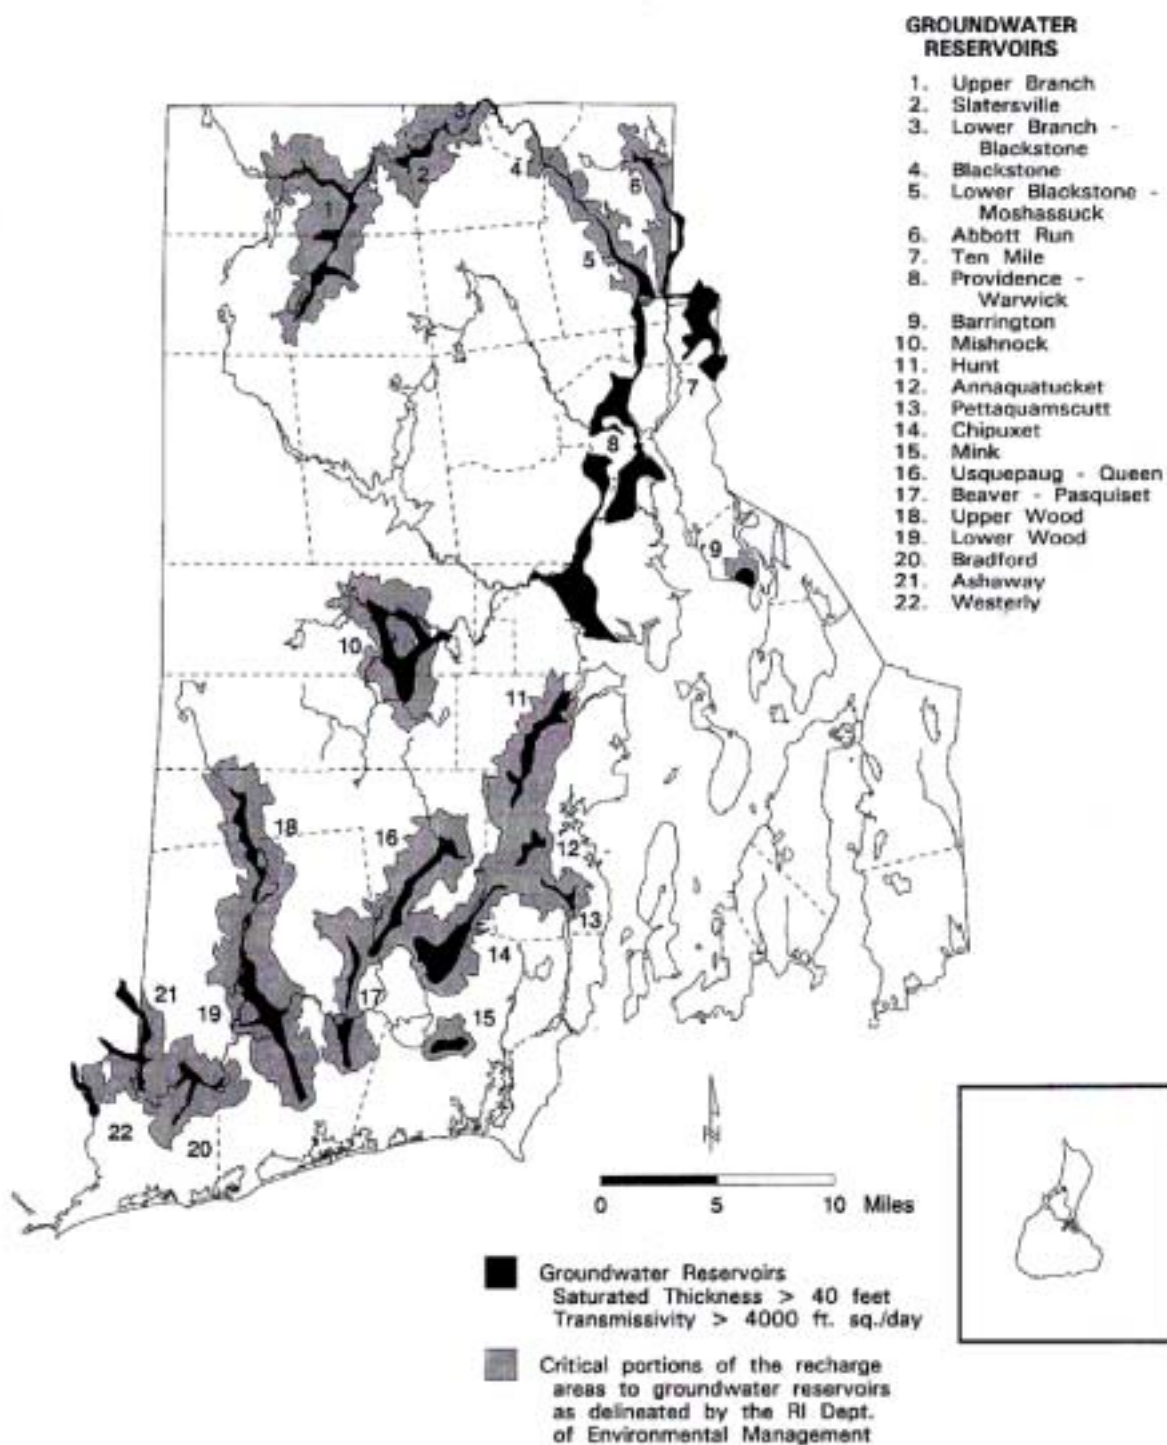 GROUNDWATER
RESERVOIRS
1. Upper Branch
2. Slatersville
3. Lower Branch -
Blackstone
4. Blackstone
5. Lower Blackstone -
Moshassuck
6. Abbott Run
7. Ten Mile
8. Providence -
Warwick
9. Barrington
10. Mishnock
11. Hunt
12. Annaquatucket
13. Pettaquamscutt
14. Chipuxet
15. Mink
16. Usquepaug - Queen
17. Beaver - Pasquiset
18. Upper Wood
19. Lower Wood
20. Bradford
21. Ashaway
22. Westerly
3
2
4
6
1
5
7
8
9
10
11
18
16
12
13
14
21
19
17
15
22
20
N
0 5 10 Miles
Groundwater Reservoirs
Saturated Thickness > 40 feet
Transmissivity > 4000 ft. sq./day
Critical portions of the recharge
areas to groundwater reservoirs
as delineated by the RI Dept.
of Environmental Management